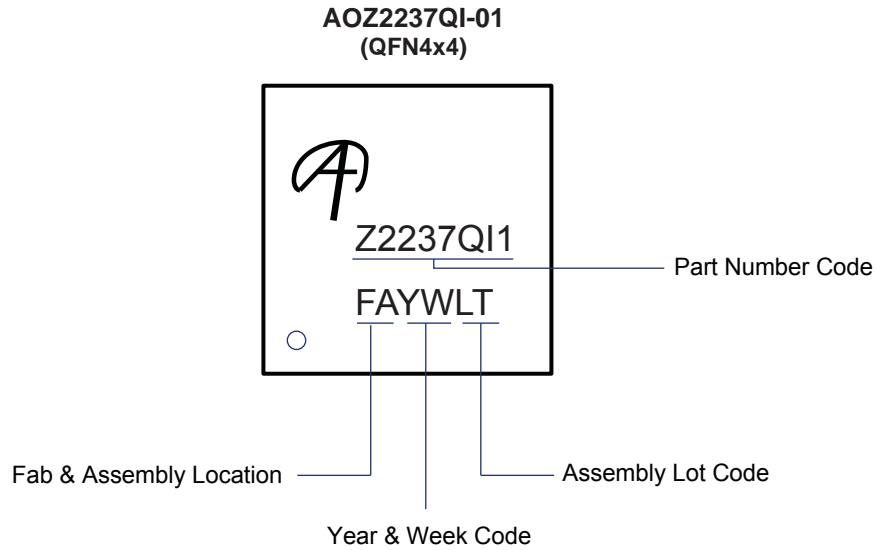 AOZ2237QI-01
(QFN4x4)
Z2237QI1
Part Number Code
FAYWLT
Fab & Assembly Location
Assembly Lot Code
Year & Week Code